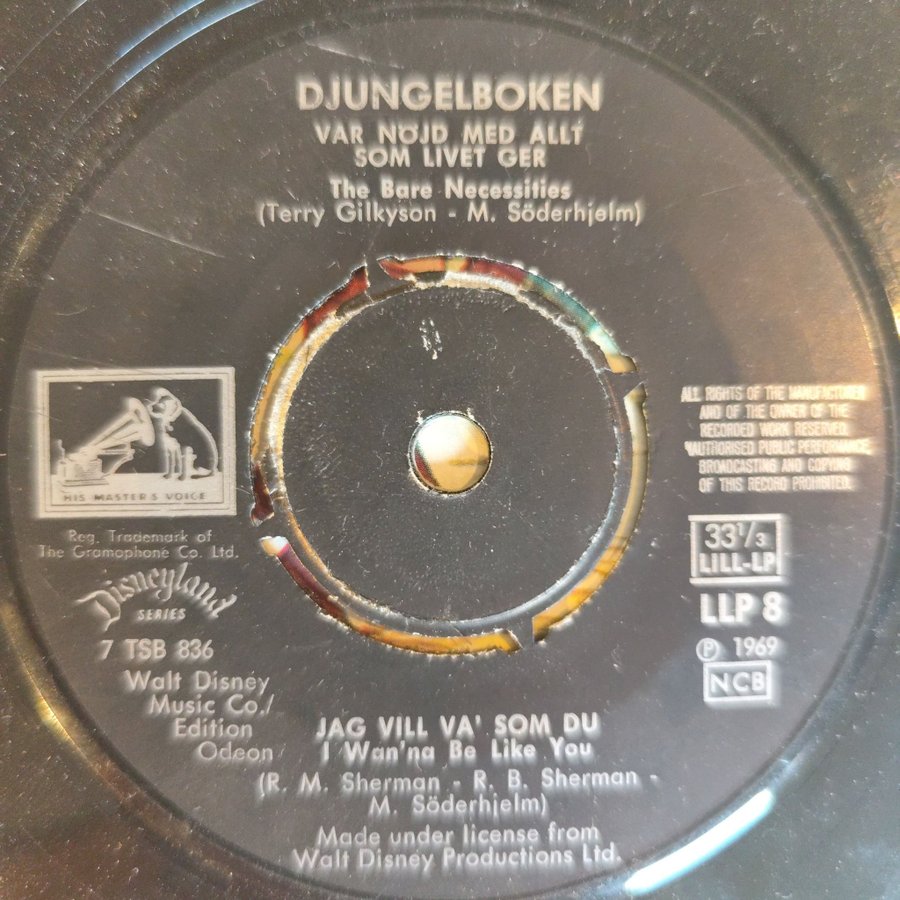 DJUNGELBOKEN
VAR NÖJD MED ALLT
SOM LIVET GER
The Bare Necessities
(Terry Gilkyson - M. Söderhjelm)
HIS MASTER'S VOICE
Reg. Trademark of
The Gramophone Co. Ltd.
Disneyland
SERIES
7 TSB 836
Walt Disney
Music Co./
Edition
Odeon
ALL RIGHTS OF THE MANUFACTURER
AND OF THE OWNER OF THE
RECORDED WORK RESERVED.
UNAUTHORISED PUBLIC PERFORMANCE
BROADCASTING AND COPYING
OF THIS RECORD PROHIBITED.
33 1/3
LILL-LP
LLP 8
Ⓟ 1969
NCB
JAG VILL VA' SOM DU
I Wan'na Be Like You
(R. M. Sherman - R. B. Sherman -
M. Söderhjelm)
Made under license from
Walt Disney Productions Ltd.